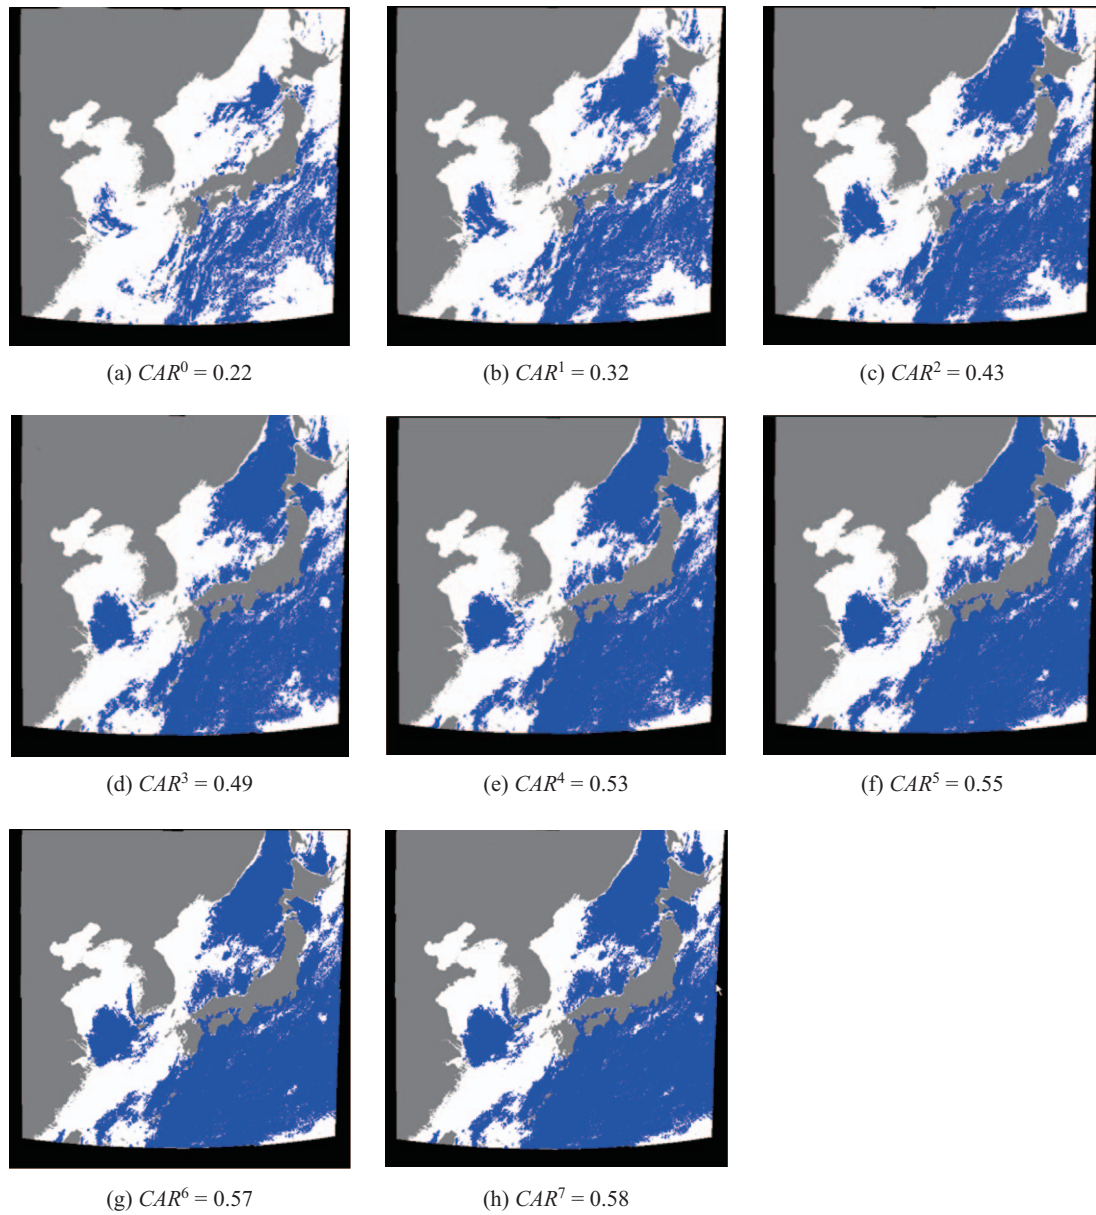 (a) CAR⁰ = 0.22
(b) CAR¹ = 0.32
(c) CAR² = 0.43
(d) CAR³ = 0.49
(e) CAR⁴ = 0.53
(f) CAR⁵ = 0.55
(g) CAR⁶ = 0.57
(h) CAR⁷ = 0.58